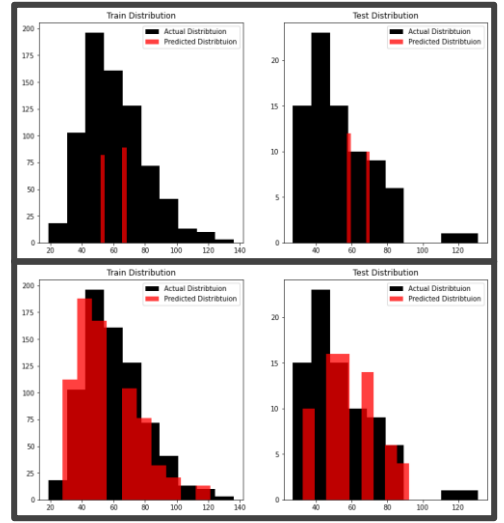 Train Distribution
Actual Distribtuion
Predicted Distribtuion
200
175
150
125
100
75
50
25
0
20 40 60 80 100 120 140
Test Distribution
Actual Distribtuion
Predicted Distribtuion
20
15
10
5
0
40 60 80 100 120
Train Distribution
Actual Distribtuion
Predicted Distribtuion
200
175
150
125
100
75
50
25
0
20 40 60 80 100 120 140
Test Distribution
Actual Distribtuion
Predicted Distribtuion
20
15
10
5
0
40 60 80 100 120